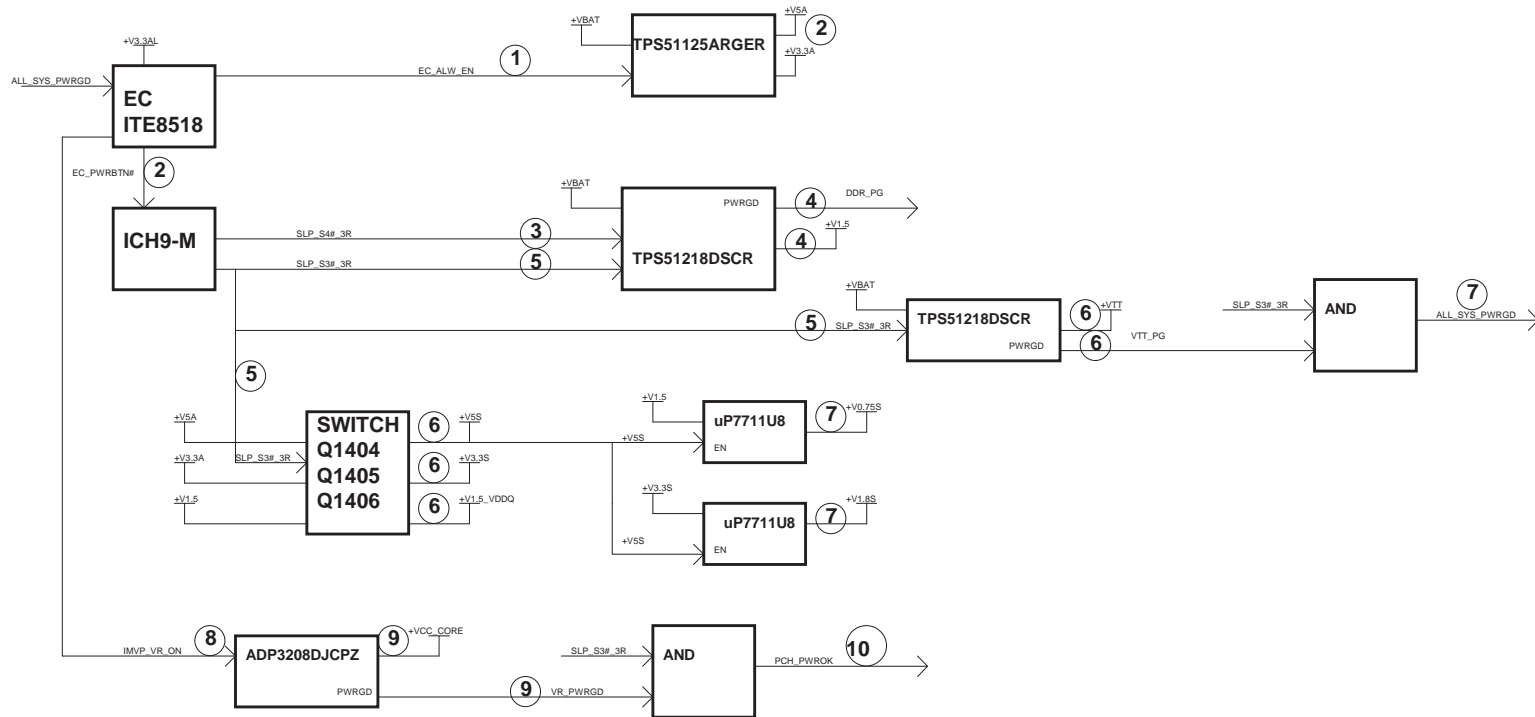 +VBAT
+V5A
2
TPS51125ARGER
+V3.3AL
+V3.3A
1
EC_ALW_EN
ALL_SYS_PWRGD
EC
ITE8518
EC_PWRBTN#
2
+VBAT
PWRGD
4
DDR_PG
ICH9-M
SLP_S4#_3R
3
+V1.5
4
TPS51218DSCR
SLP_S3#_3R
5
+VBAT
5
SLP_S3#_3R
TPS51218DSCR
PWRGD
6
+VTT
6
VTT_PG
SLP_S3#_3R
AND
7
ALL_SYS_PWRGD
5
+V5A
SLP_S3#_3R
+V3.3A
+V1.5
SWITCH
Q1404
Q1405
Q1406
6
+V5S
6
+V3.3S
6
+V1.5_VDDQ
+V1.5
+V5S
uP7711U8
EN
7
+V0.75S
+V3.3S
+V5S
uP7711U8
EN
7
+V1.8S
IMVP_VR_ON
8
ADP3208DJCPZ
PWRGD
9
+VCC_CORE
9
VR_PWRGD
SLP_S3#_3R
AND
PCH_PWROK
10